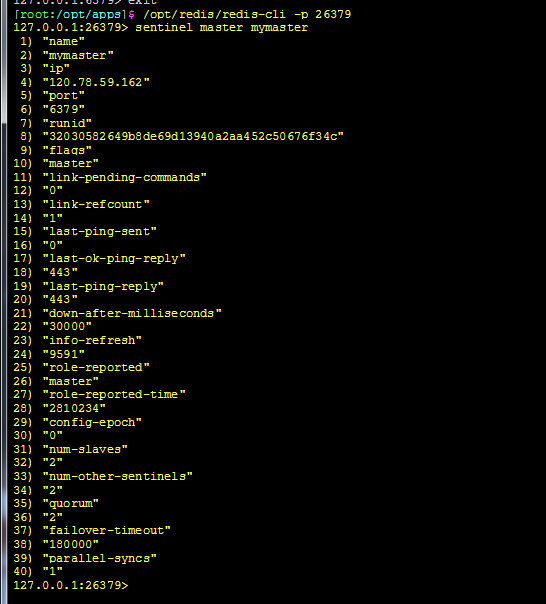 127.0.0.1:6379> exit
[root:/opt/apps]$ /opt/redis/redis-cli -p 26379
127.0.0.1:26379> sentinel master mymaster
1) "name"
2) "mymaster"
3) "ip"
4) "120.78.59.162"
5) "port"
6) "6379"
7) "runid"
8) "32030582649b8de69d13940a2aa452c50676f34c"
9) "flags"
10) "master"
11) "link-pending-commands"
12) "0"
13) "link-refcount"
14) "1"
15) "last-ping-sent"
16) "0"
17) "last-ok-ping-reply"
18) "443"
19) "last-ping-reply"
20) "443"
21) "down-after-milliseconds"
22) "30000"
23) "info-refresh"
24) "9591"
25) "role-reported"
26) "master"
27) "role-reported-time"
28) "2810234"
29) "config-epoch"
30) "0"
31) "num-slaves"
32) "2"
33) "num-other-sentinels"
34) "2"
35) "quorum"
36) "2"
37) "failover-timeout"
38) "180000"
39) "parallel-syncs"
40) "1"
127.0.0.1:26379>